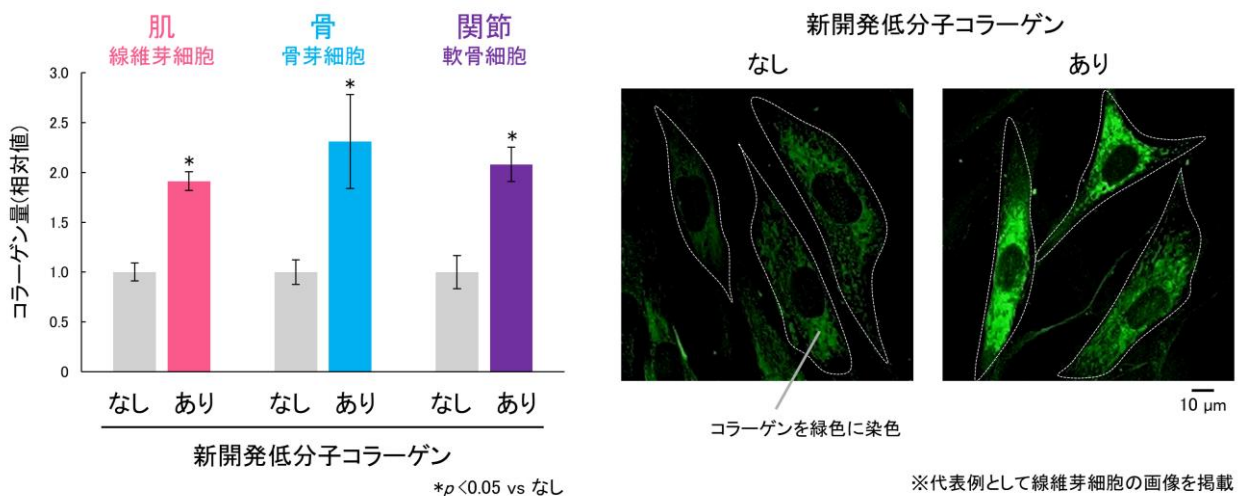 肌
線維芽細胞
骨
骨芽細胞
関節
軟骨細胞
コラーゲン量(相対値)
3.0
2.5
2.0
1.5
1.0
0.5
0
*
*
*
なし あり なし あり なし あり
新開発低分子コラーゲン
*p<0.05 vs なし
新開発低分子コラーゲン
なし
あり
コラーゲンを緑色に染色
10 µm
※代表例として線維芽細胞の画像を掲載